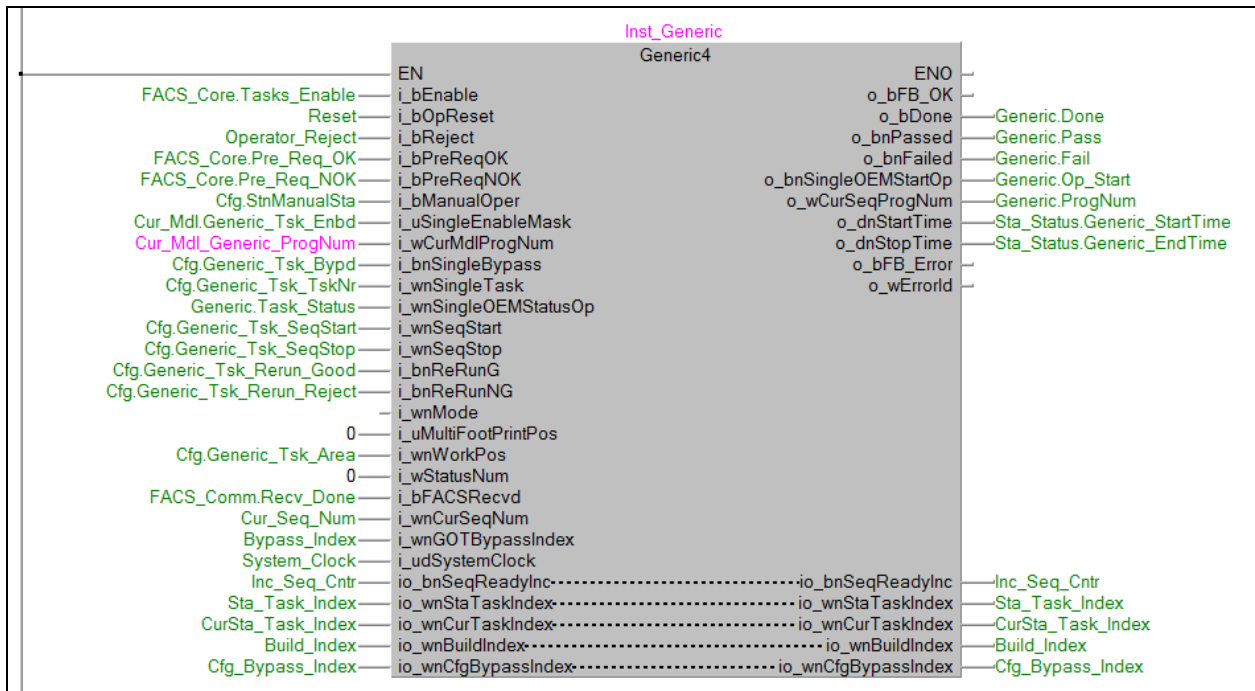 Inst_Generic
Generic4
EN ENO
FACS_Core.Tasks_Enable i_bEnable o_bFB_OK
Reset i_bOpReset o_bDone Generic.Done
Operator_Reject i_bReject o_bnPassed Generic.Pass
FACS_Core.Pre_Req_OK i_bPreReqOK o_bnFailed Generic.Fail
FACS_Core.Pre_Req_NOK i_bPreReqNOK o_bnSingleOEMStartOp Generic.Op_Start
Cfg.StnManualSta i_bManualOper o_wCurSeqProgNum Generic.ProgNum
Cur_Mdl.Generic_Tsk_Enbd i_uSingleEnableMask o_dnStartTime Sta_Status.Generic_StartTime
Cur_Mdl_Generic_ProgNum i_wCurMdlProgNum o_dnStopTime Sta_Status.Generic_EndTime
Cfg.Generic_Tsk_Bypd i_bnSingleBypass o_bFB_Error
Cfg.Generic_Tsk_TskNr i_wnSingleTask o_wErrorId
Generic.Task_Status i_wnSingleOEMStatusOp
Cfg.Generic_Tsk_SeqStart i_wnSeqStart
Cfg.Generic_Tsk_SeqStop i_wnSeqStop
Cfg.Generic_Tsk_Rerun_Good i_bnReRunG
Cfg.Generic_Tsk_Rerun_Reject i_bnReRunNG
i_wnMode
0 i_uMultiFootPrintPos
Cfg.Generic_Tsk_Area i_wnWorkPos
0 i_wStatusNum
FACS_Comm.Recv_Done i_bFACSRecvd
Cur_Seq_Num i_wnCurSeqNum
Bypass_Index i_wnGOTBypassIndex
System_Clock i_udSystemClock
Inc_Seq_Cntr io_bnSeqReadyInc io_bnSeqReadyInc Inc_Seq_Cntr
Sta_Task_Index io_wnStaTaskIndex io_wnStaTaskIndex Sta_Task_Index
CurSta_Task_Index io_wnCurTaskIndex io_wnCurTaskIndex CurSta_Task_Index
Build_Index io_wnBuildIndex io_wnBuildIndex Build_Index
Cfg_Bypass_Index io_wnCfgBypassIndex io_wnCfgBypassIndex Cfg_Bypass_Index